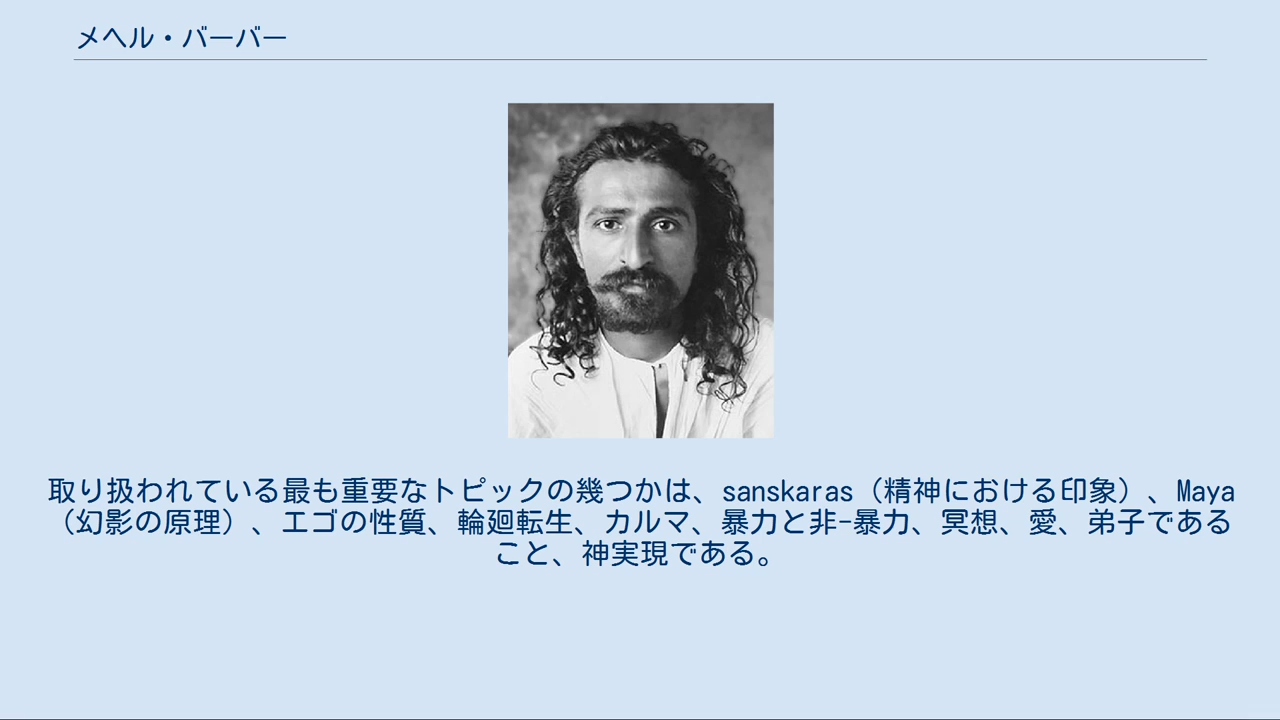 メヘル・バーバー
取り扱われている最も重要なトピックの幾つかは、sanskaras（精神における印象）、Maya
（幻影の原理）、エゴの性質、輪廻転生、カルマ、暴力と非-暴力、冥想、愛、弟子である
こと、神実現である。